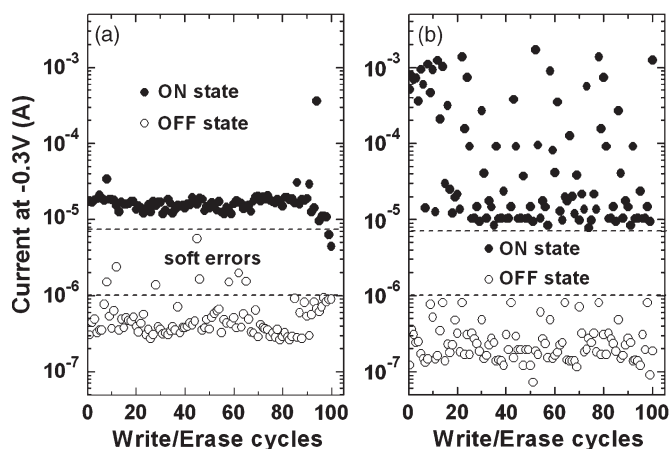 (a)
(b)
Current at -0.3V (A)
10⁻³
10⁻⁴
10⁻⁵
10⁻⁶
10⁻⁷
ON state
OFF state
soft errors
ON state
OFF state
0 20 40 60 80 100
0 20 40 60 80 100
Write/Erase cycles
Write/Erase cycles